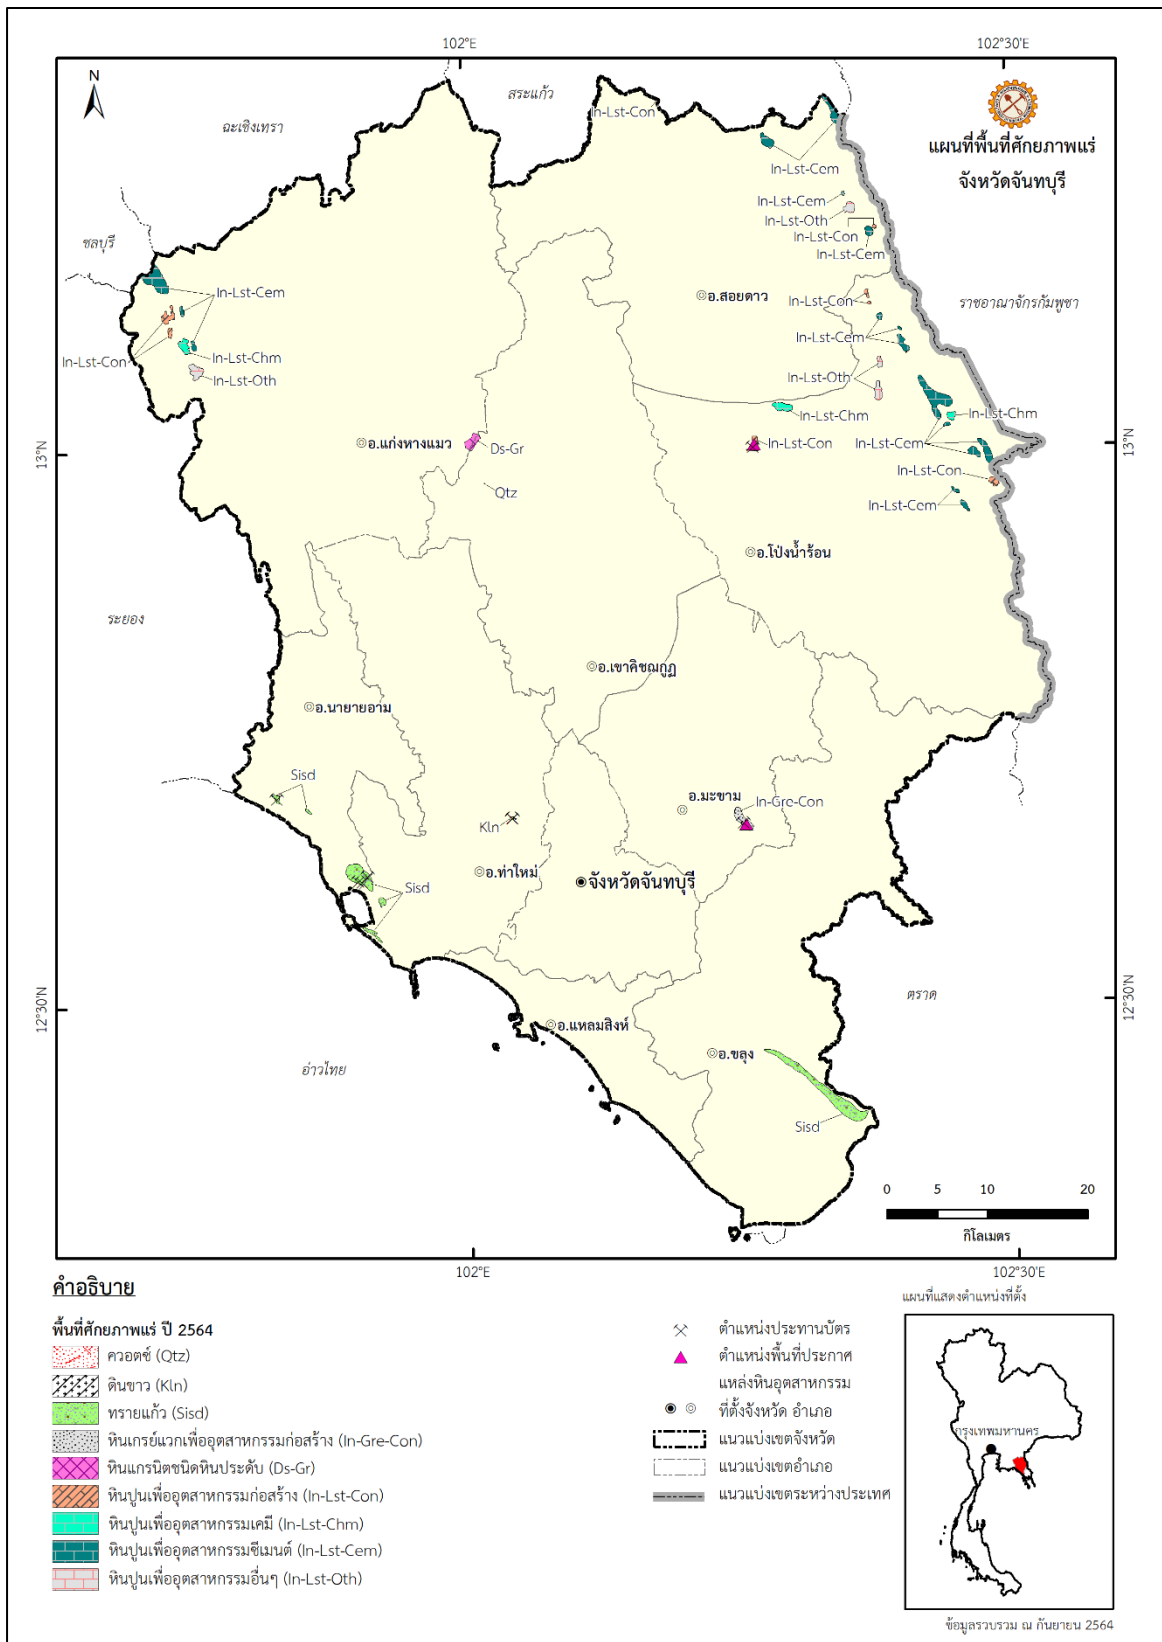 102°E
102°30'E
N
สระแก้ว
ฉะเชิงเทรา
In-Lst-Con
แผนที่พื้นที่ศักยภาพแร่
จังหวัดจันทบุรี
In-Lst-Cem
In-Lst-Cem
In-Lst-Oth
In-Lst-Con
In-Lst-Cem
ชลบุรี
In-Lst-Cem
อ.สอยดาว
In-Lst-Con
ราชอาณาจักรกัมพูชา
In-Lst-Cem
In-Lst-Con
In-Lst-Chm
In-Lst-Oth
In-Lst-Oth
In-Lst-Chm
In-Lst-Chm
13°N
อ.แก่งหางแมว
Ds-Gr
In-Lst-Con
In-Lst-Cem
13°N
In-Lst-Con
Qtz
In-Lst-Cem
อ.โป่งน้ำร้อน
ระยอง
อ.เขาคิชฌกูฏ
อ.นายายอาม
Sisd
อ.มะขาม
In-Gre-Con
Kln
อ.ท่าใหม่
จังหวัดจันทบุรี
Sisd
ตราด
12°30'N
12°30'N
อ.แหลมสิงห์
อ.ขลุง
อ่าวไทย
Sisd
0 5 10 20
กิโลเมตร
102°E
102°30'E
คำอธิบาย
พื้นที่ศักยภาพแร่ ปี 2564
ควอตซ์ (Qtz)
ดินขาว (Kln)
ทรายแก้ว (Sisd)
หินเกรย์แวกเพื่ออุตสาหกรรมก่อสร้าง (In-Gre-Con)
หินแกรนิตชนิดหินประดับ (Ds-Gr)
หินปูนเพื่ออุตสาหกรรมก่อสร้าง (In-Lst-Con)
หินปูนเพื่ออุตสาหกรรมเคมี (In-Lst-Chm)
หินปูนเพื่ออุตสาหกรรมซีเมนต์ (In-Lst-Cem)
หินปูนเพื่ออุตสาหกรรมอื่นๆ (In-Lst-Oth)
ตำแหน่งประทานบัตร
ตำแหน่งพื้นที่ประกาศ
แหล่งหินอุตสาหกรรม
ที่ตั้งจังหวัด อำเภอ
แนวแบ่งเขตจังหวัด
แนวแบ่งเขตอำเภอ
แนวแบ่งเขตระหว่างประเทศ
แผนที่แสดงตำแหน่งที่ตั้ง
กรุงเทพมหานคร
ข้อมูลรวบรวม ณ กันยายน 2564